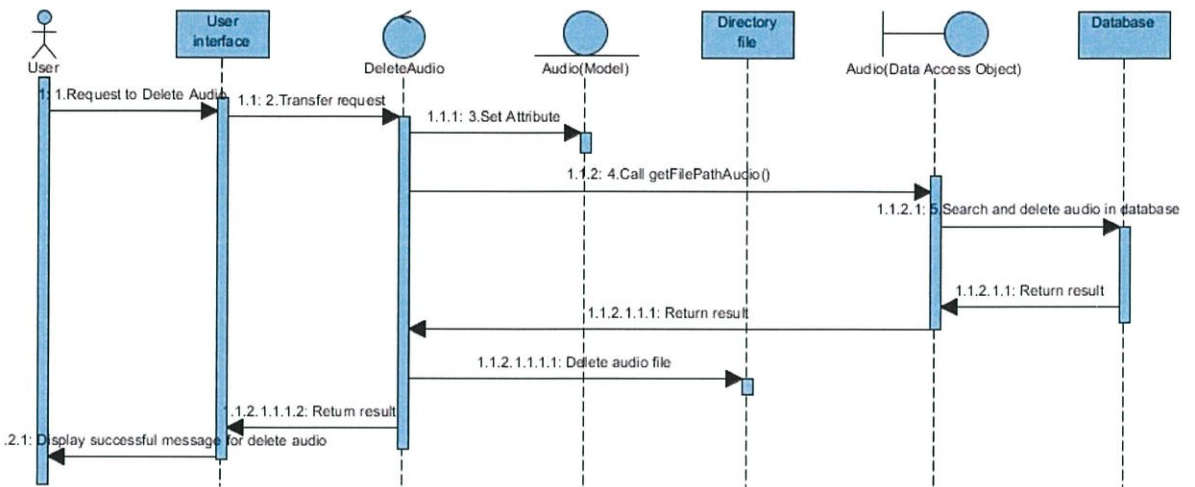 User
User
interface
DeleteAudio
Audio(Model)
Directory
file
Audio(Data Access Object)
Database
1: 1.Request to Delete Audio
1.1: 2.Transfer request
1.1.1: 3.Set Attribute
1.1.2: 4.Call getFilePathAudio()
1.1.2.1: 5.Search and delete audio in database
1.1.2.1.1: Return result
1.1.2.1.1.1: Return result
1.1.2.1.1.1.1: Delete audio file
1.1.2.1.1.1.2: Return result
.2.1: Display successful message for delete audio